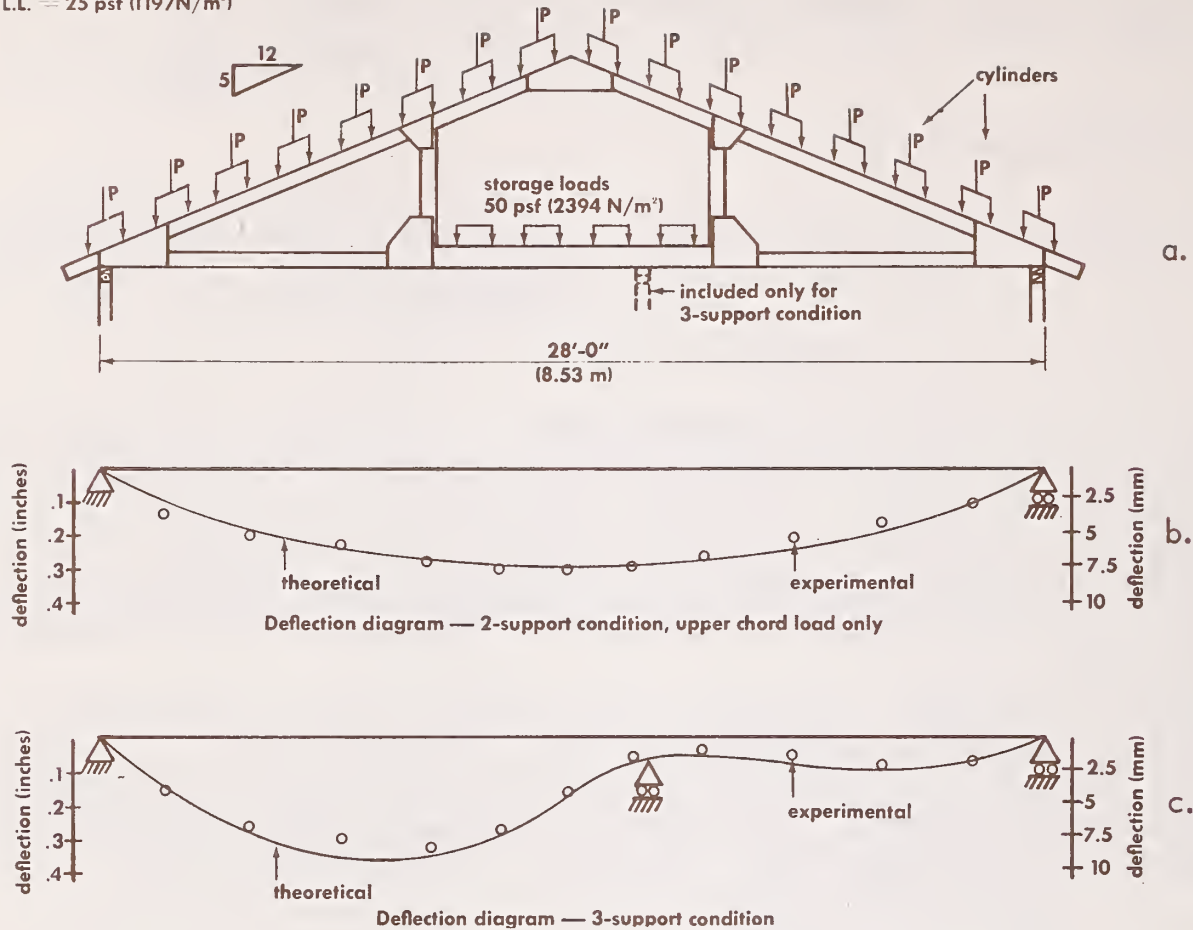 L.L. = 25 psf (1197N/m²)
P P P P P P P P P P P P P P P P
12
5
cylinders
storage loads
50 psf (2394 N/m²)
included only for
3-support condition
28'-0"
(8.53 m)
a.
deflection (inches)
.1
.2
.3
.4
theoretical
experimental
2.5
5
7.5
10
deflection (mm)
b.
Deflection diagram — 2-support condition, upper chord load only
deflection (inches)
.1
.2
.3
.4
theoretical
experimental
2.5
5
7.5
10
deflection (mm)
c.
Deflection diagram — 3-support condition